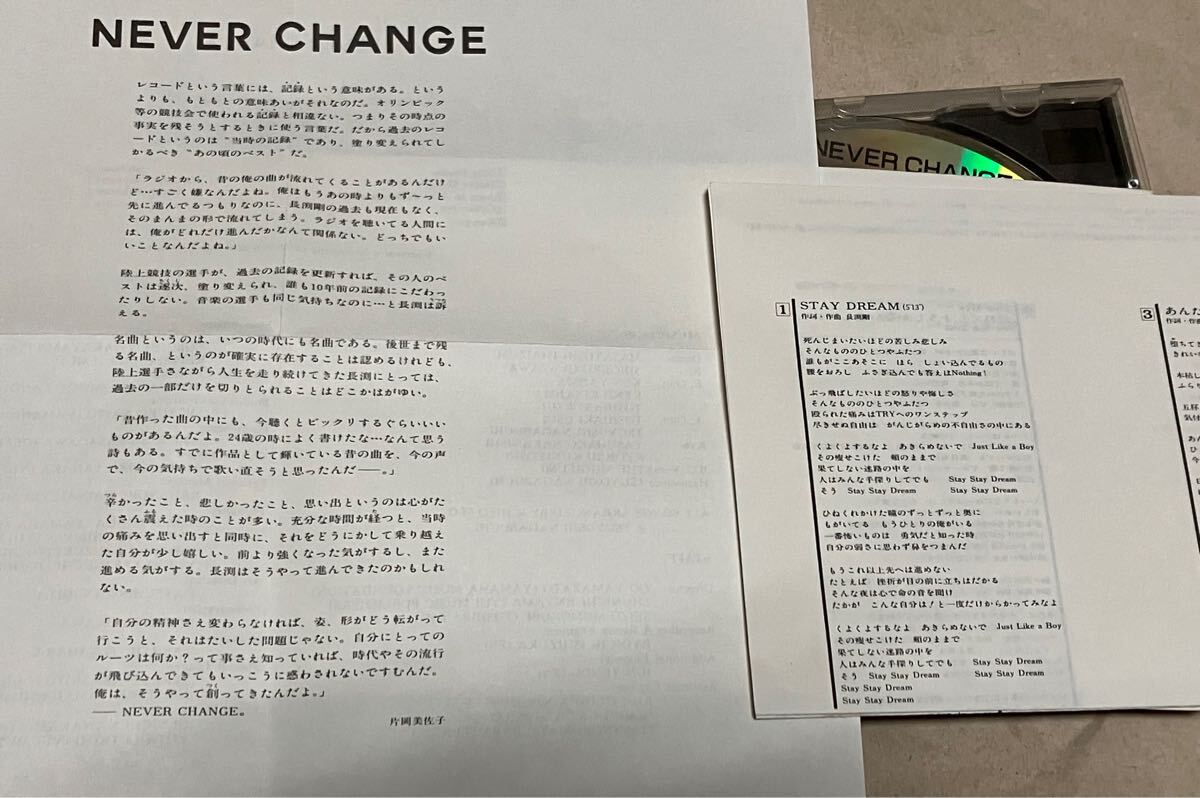 NEVER CHANGE
レコードという言葉には、記録という意味がある。という
よりも、もともとの意味あいがそれなのだ。オリンピック
等の競技会で使われる記録と相違ない。つまりその時点の
事実を残そうとするときに使う言葉だ。だから過去のレコ
ードというのは“当時の記録”であり、塗り変えられてし
かるべき“あの頃のベスト”だ。
「ラジオから、昔の俺の曲が流れてくることがあるんだけ
ど…すごく嫌なんだよね。俺はもうあの時よりもず〜っと
先に進んでるつもりなのに、長渕剛の過去も現在もなく、
そのまんまの形で流れてしまう。ラジオを聴いてる人間に
は、俺がどれだけ進んだかなんて関係ない。どっちでもい
いことなんだよね。」
陸上競技の選手が、過去の記録を更新すれば、その人のベ
ストは逐次、塗り変えられ、誰も10年前の記録にこだわっ
たりしない。音楽の選手も同じ気持ちなのに…と長渕は訴
える。
名曲というのは、いつの時代にも名曲である。後世まで残
る名曲、というのが確実に存在することは認めるけれども、
陸上選手さながら人生を走り続けてきた長渕にとっては、
過去の一部だけを切りとられることはどこかはがゆい。
「昔作った曲の中にも、今聴くとビックリするぐらいいい
ものがあるんだよ。24歳の時によく書けたな…なんて思う
詩もある。すでに作品として輝いている昔の曲を、今の声
で、今の気持ちで歌い直そうと思ったんだ——。」
辛かったこと、悲しかったこと、思い出というのは心がた
くさん震えた時のことが多い。充分な時間が経つと、当時
の痛みを思い出すと同時に、それをどうにかして乗り越え
た自分が少し嬉しい。前より強くなった気がするし、また
進める気がする。長渕はそうやって進んできたのかもしれ
ない。
「自分の精神さえ変わらなければ、姿、形がどう転がって
行こうと、それはたいした問題じゃない。自分にとっての
ルーツは何か？って事さえ知っていれば、時代やその流行
が飛び込んできてもいっこうに惑わされないですむんだ。
俺は、そうやって創ってきたんだよ。」
—— NEVER CHANGE。
片岡美佐子
NEVER CHANGE
1 STAY DREAM (5'13")
作詞・作曲 長渕剛
死んじまいたいほどの苦しみ悲しみ
そんなもののひとつやふたつ
誰もがここあそこに　はら　しょい込んでるもの
腰をおろし　ふさぎ込んでも答えはNothing!
ぶっ飛ばしたいほどの怒りや悔しさ
そんなもののひとつやふたつ
殴られた痛みはTRYへのワンステップ
尽きせぬ自由は　がんじがらめの不自由さの中にある
くよくよするなよ　あきらめないで　Just Like a Boy
その痩せこけた　頬のままで
果てしない迷路の中を
人はみんな手探りしてでも　Stay Stay Dream
そう　Stay Stay Dream　Stay Stay Dream
ひねくれかけた瞳のずっとずっと奥に
もがいてる　もうひとりの俺がいる
一番怖いものは　勇気だと知った時
自分の弱さに思わず鼻をつまんだ
もうこれ以上先へは進めない
たとえば　挫折が目の前に立ちはだかる
そんな夜は心で命の音を聞け
たかが　こんな自分は！と一度だけからかってみなよ
くよくよするなよ　あきらめないで　Just Like a Boy
その痩せこけた　頬のままで
果てしない迷路の中を
人はみんな手探りしてでも　Stay Stay Dream
そう　Stay Stay Dream　Stay Stay Dream
Stay Stay Dream
Stay Stay Dream
3 あんた
作詞・作曲
堕ちてき
きれい
木枯し
ふらり
五杯